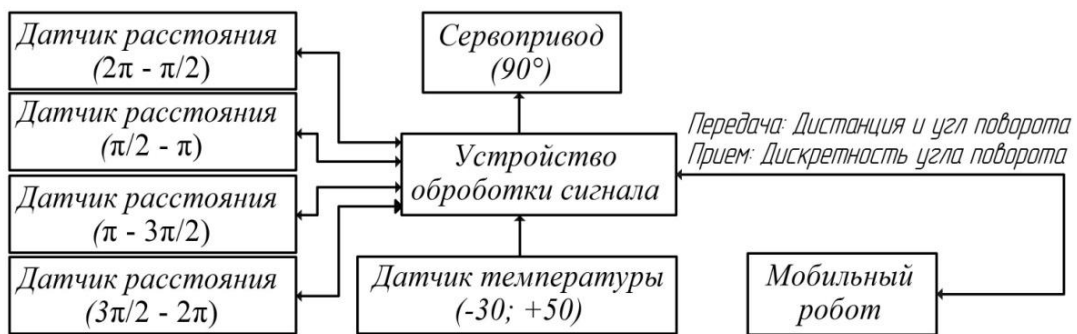 Датчик расстояния
(2π - π/2)
Датчик расстояния
(π/2 - π)
Датчик расстояния
(π - 3π/2)
Датчик расстояния
(3π/2 - 2π)
Сервопривод
(90°)
Устройство
обработки сигнала
Датчик температуры
(-30; +50)
Передача: Дистанция и угл поворота
Прием: Дискретность угла поворота
Мобильный
робот